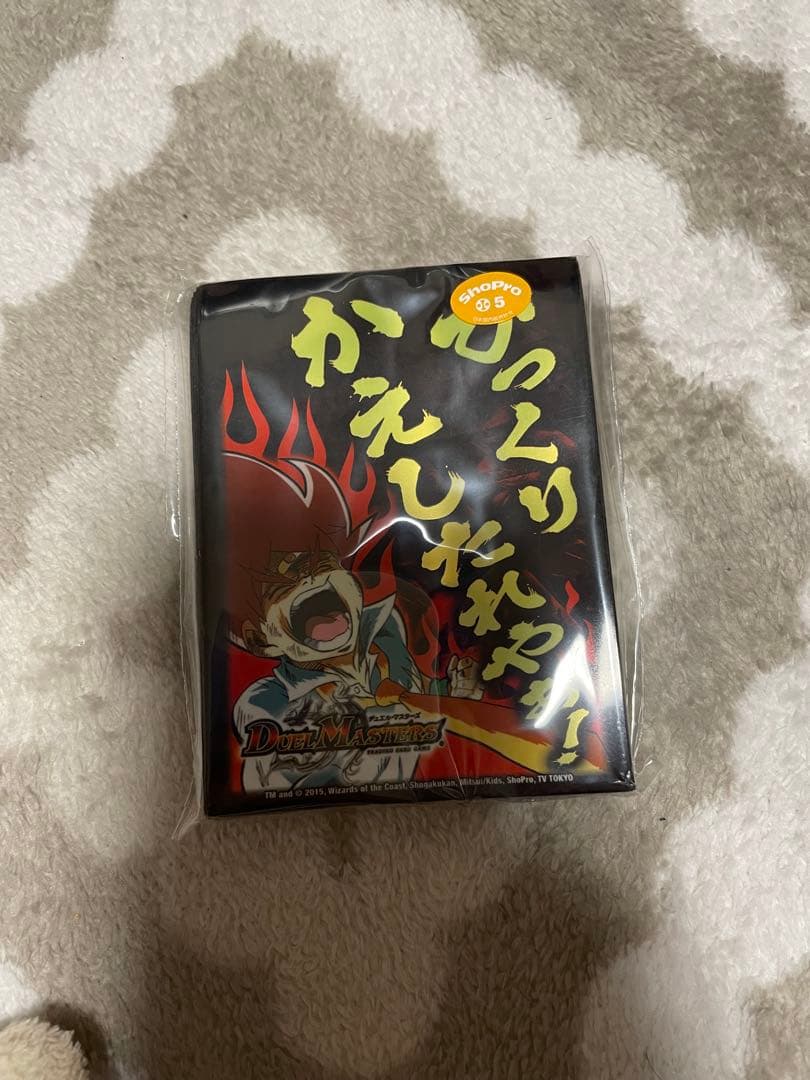 ShoPro
5
ひっくり
かえしたれやぁ!
デュエル・マスターズ
DUEL MASTERS
TRADING CARD GAME
TM and © 2015, Wizards of the Coast, Shogakukan, Mitsui/Kids, ShoPro, TV TOKYO